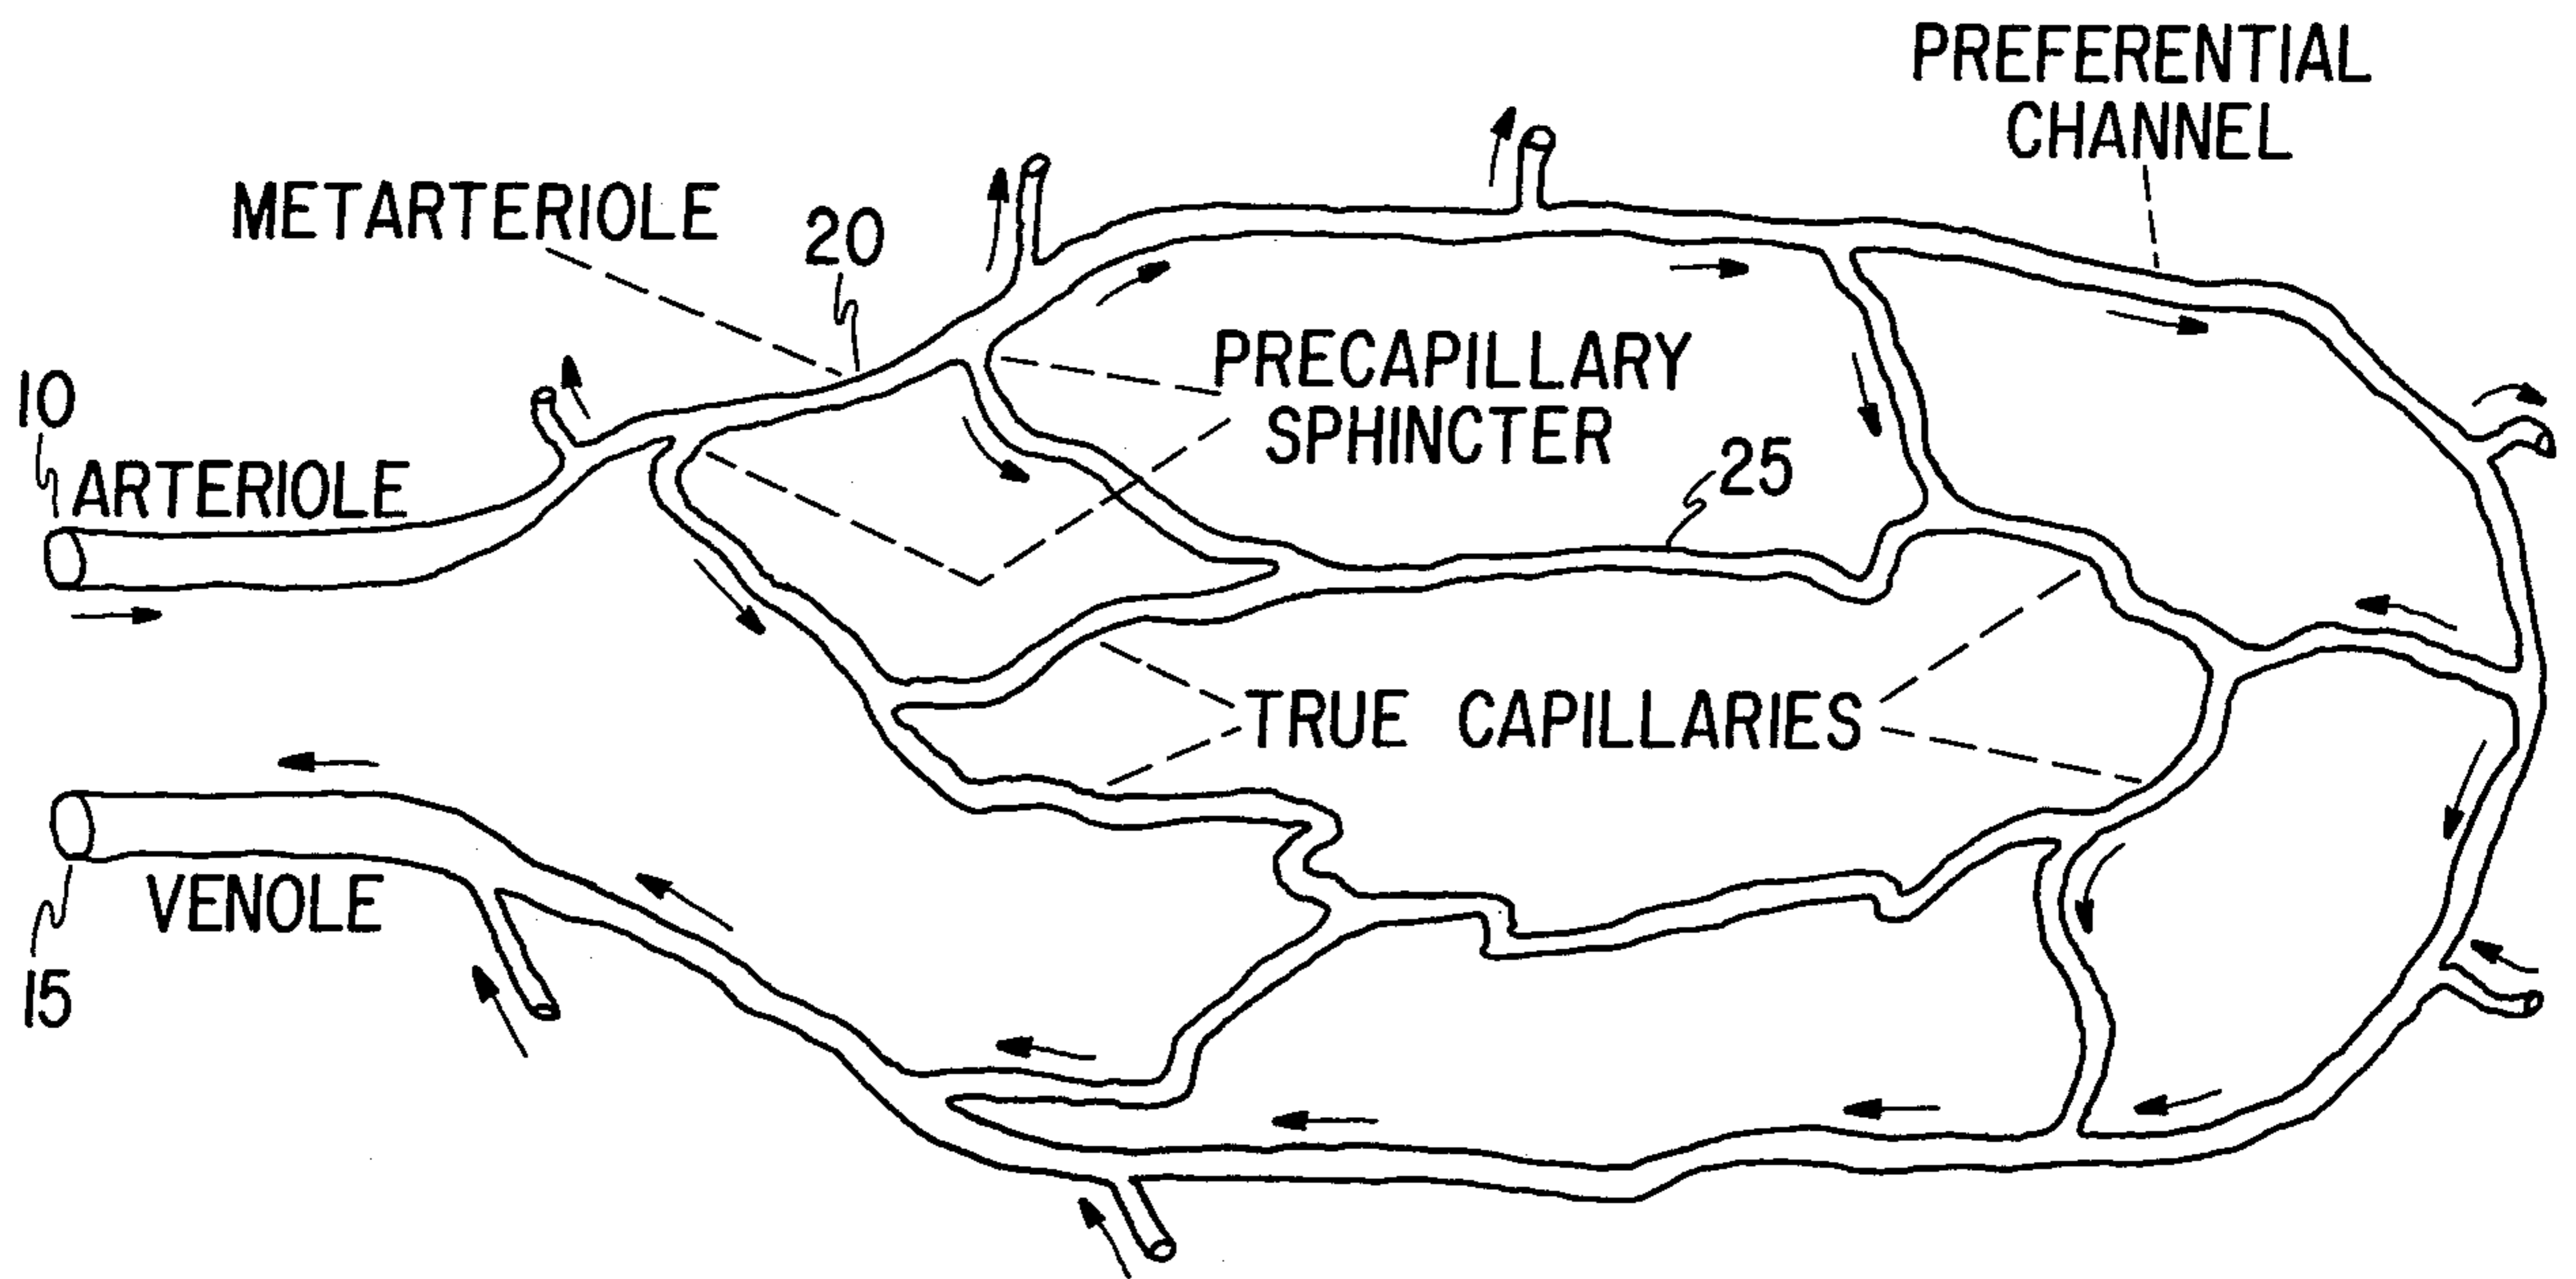 PREFERENTIAL
CHANNEL
METARTERIOLE
20
PRECAPILLARY
SPHINCTER
10
ARTERIOLE
25
TRUE CAPILLARIES
VENOLE
15